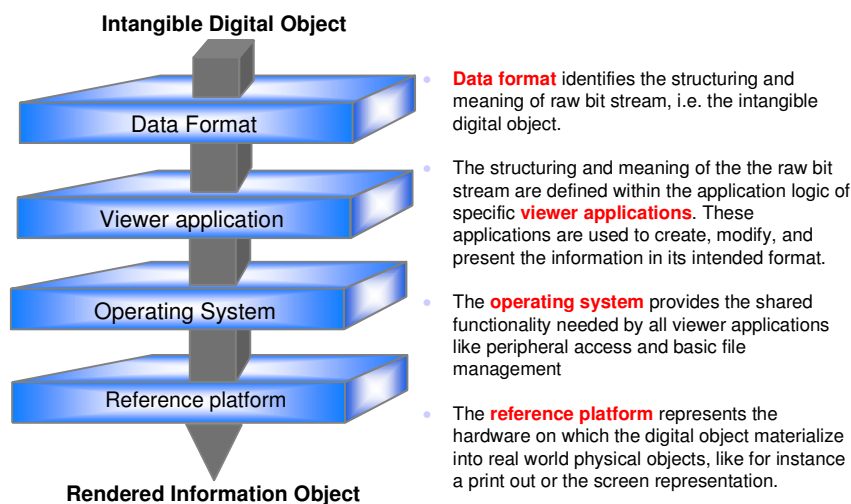 Intangible Digital Object
Data Format
Viewer application
Operating System
Reference platform
Rendered Information Object
Data format identifies the structuring and
meaning of raw bit stream, i.e. the intangible
digital object.
The structuring and meaning of the the raw bit
stream are defined within the application logic of
specific viewer applications. These
applications are used to create, modify, and
present the information in its intended format.
The operating system provides the shared
functionality needed by all viewer applications
like peripheral access and basic file
management
The reference platform represents the
hardware on which the digital object materialize
into real world physical objects, like for instance
a print out or the screen representation.